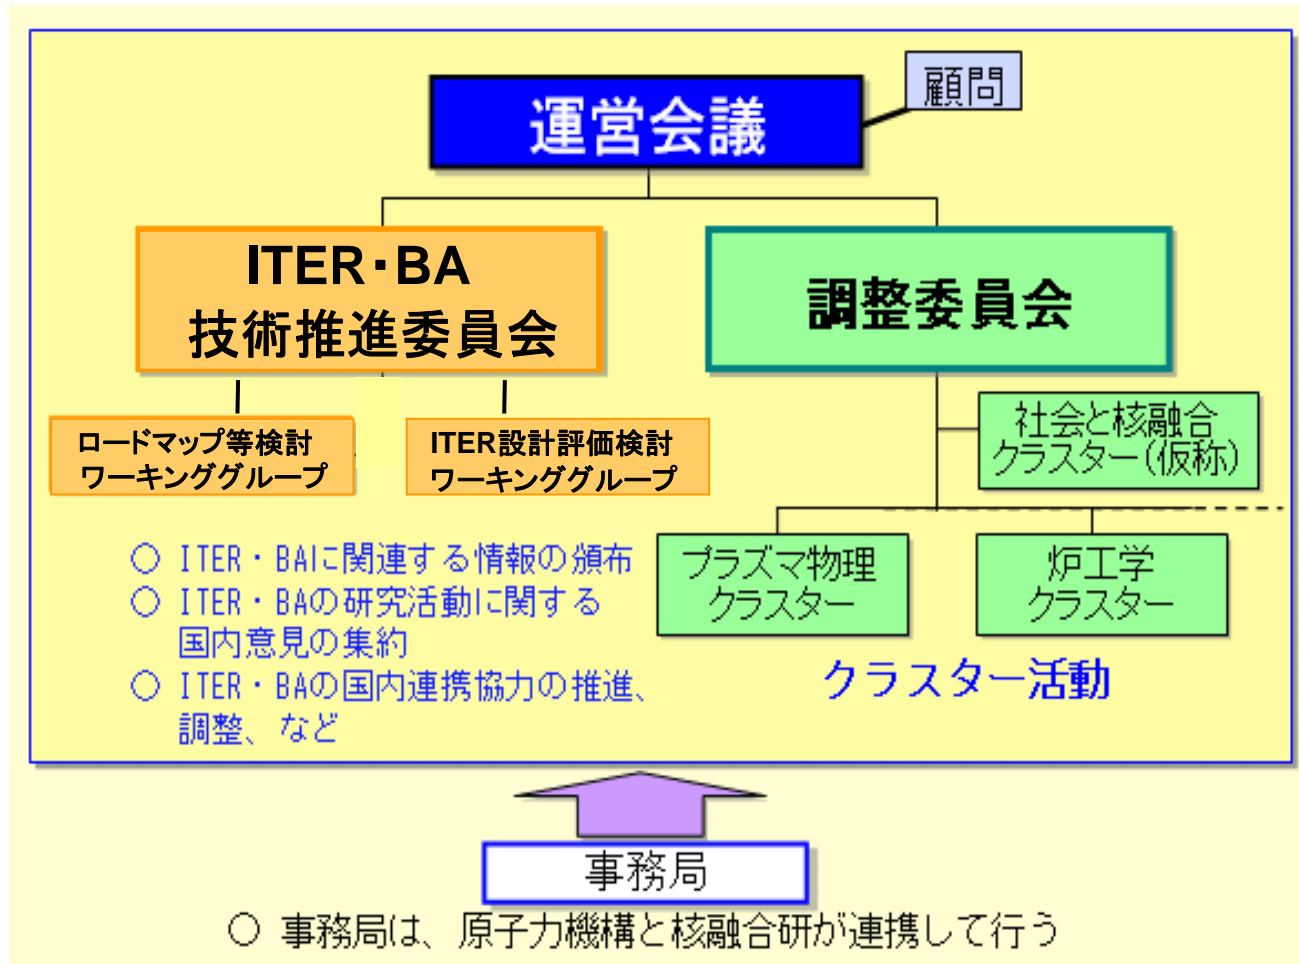 顧問
運営会議
ITER・BA
技術推進委員会
調整委員会
ロードマップ等検討
ワーキンググループ
ITER設計評価検討
ワーキンググループ
社会と核融合
クラスター(仮称)
プラズマ物理
クラスター
炉工学
クラスター
クラスター活動
○ ITER・BAに関連する情報の頒布
○ ITER・BAの研究活動に関する
国内意見の集約
○ ITER・BAの国内連携協力の推進、
調整、など
事務局
○ 事務局は、原子力機構と核融合研が連携して行う